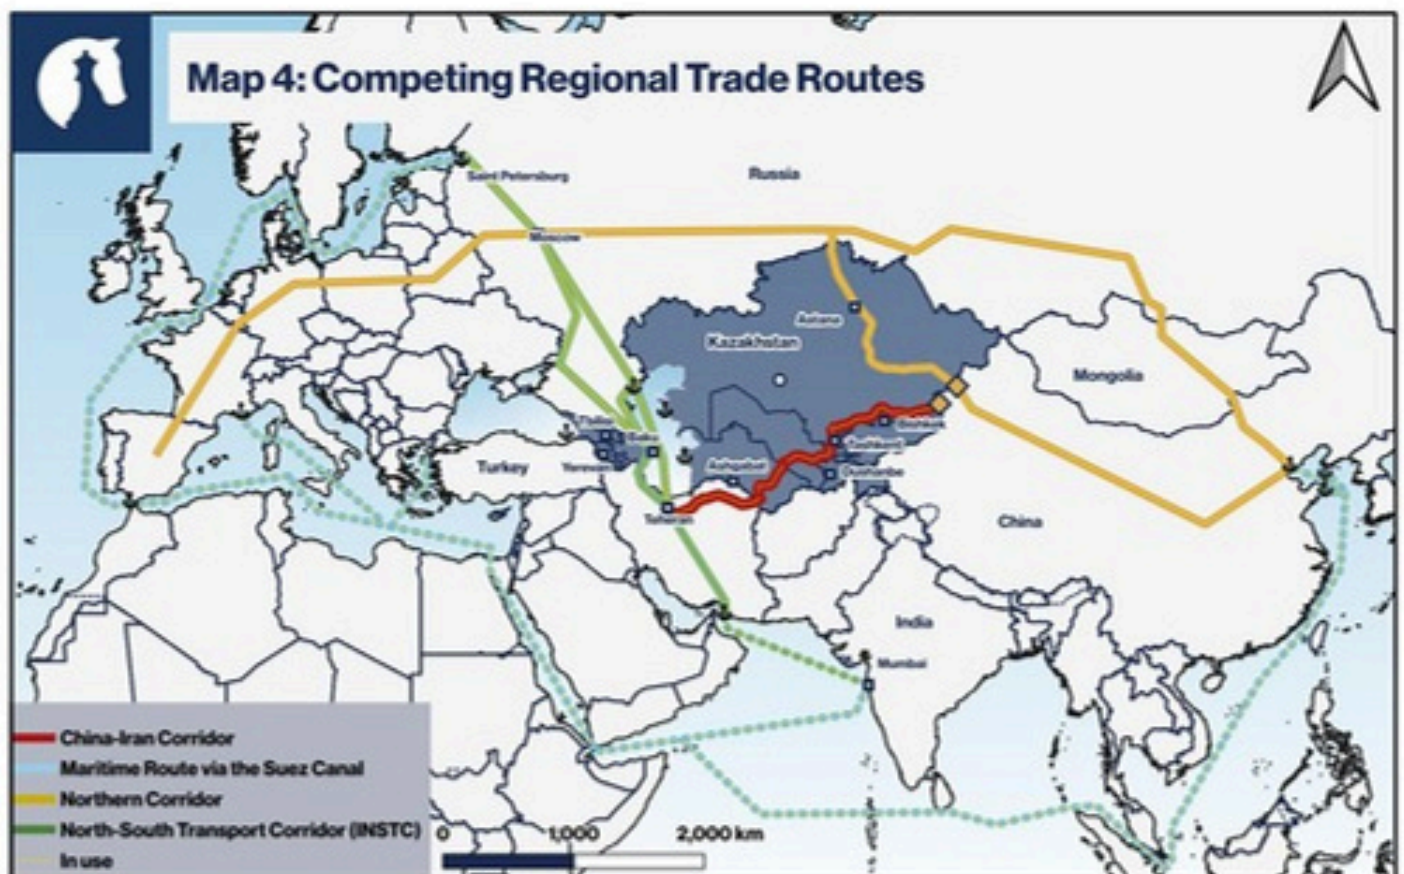 Map 4: Competing Regional Trade Routes
Saint Petersburg
Russia
Moscow
Astana
Kazakhstan
Mongolia
Bishkek
Tbilisi
Baku
Tashkent
Turkey
Yerevan
Ashgabat
Dushanbe
Teheran
China
India
Mumbai
China-Iran Corridor
Maritime Route via the Suez Canal
Northern Corridor
North-South Transport Corridor (INSTC)
In use
0 1,000 2,000 km